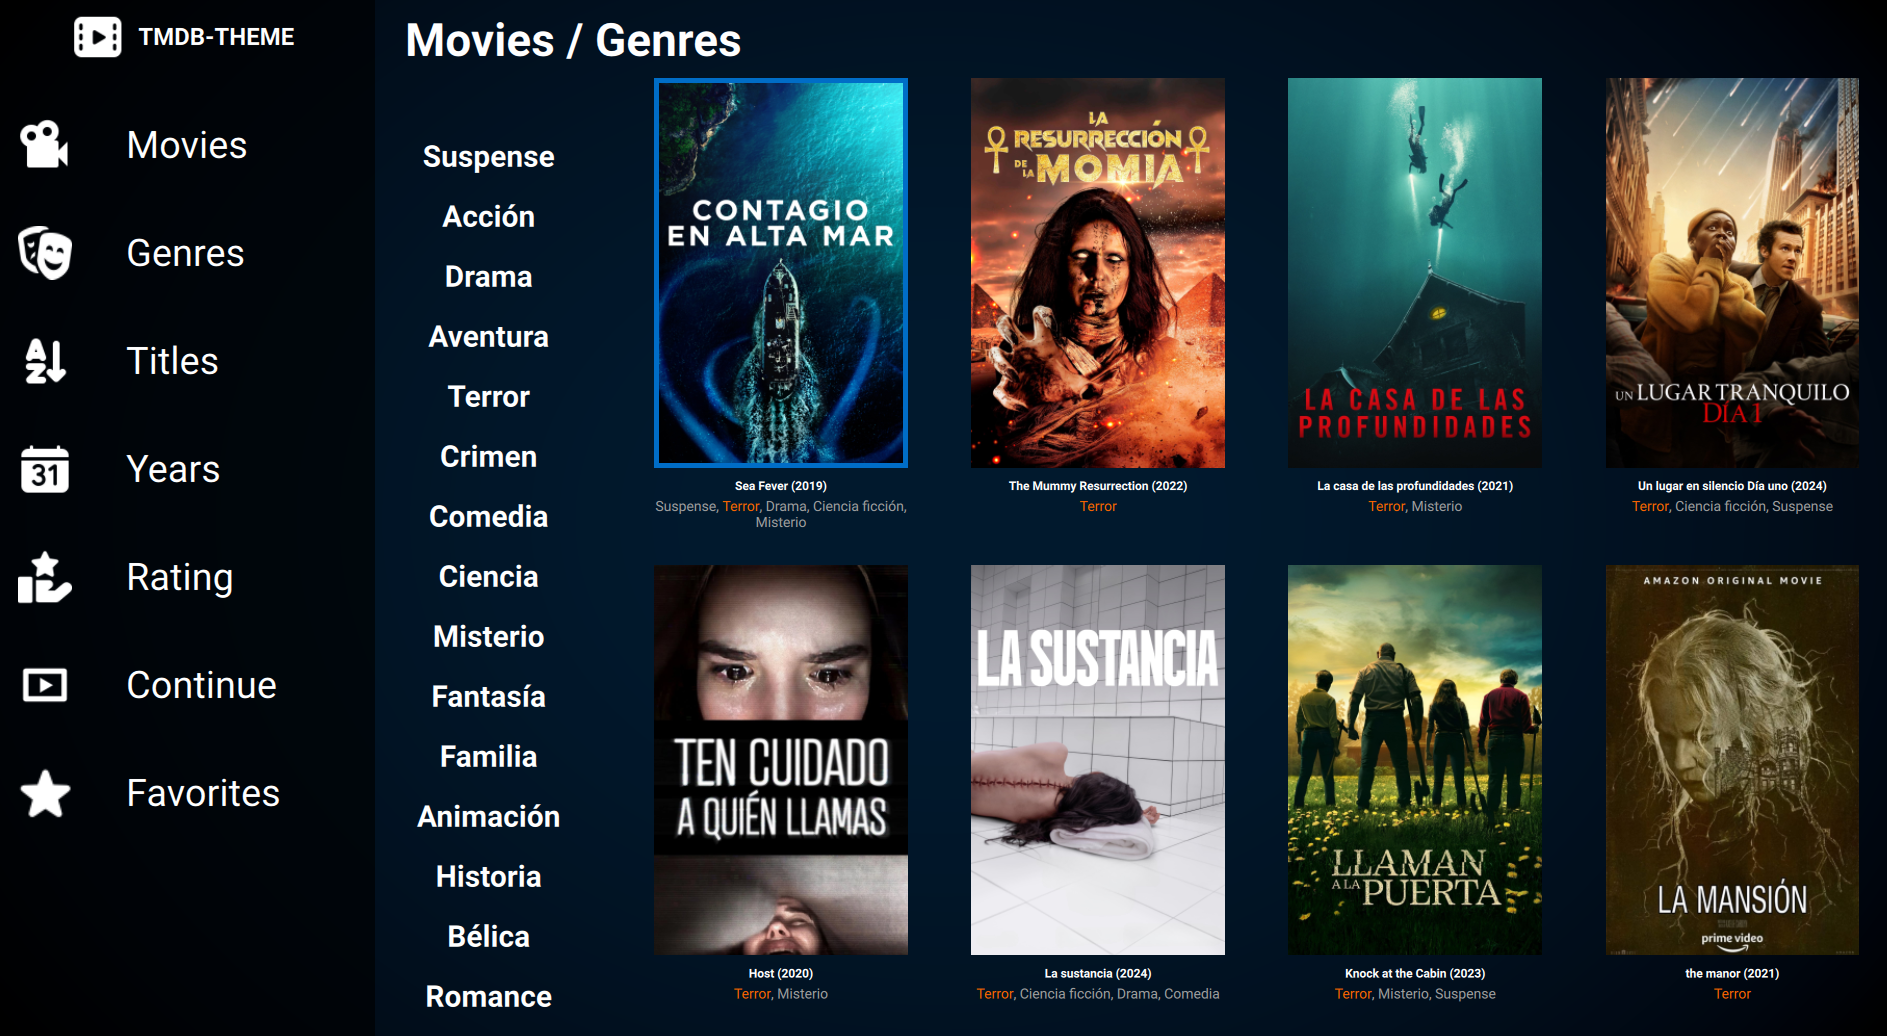 TMDB-THEME
Movies
Genres
Titles
31
Years
Rating
Continue
Favorites
Movies / Genres
Suspense
Acción
Drama
Aventura
Terror
Crimen
Comedia
Ciencia
Misterio
Fantasía
Familia
Animación
Historia
Bélica
Romance
CONTAGIO
EN ALTA MAR
Sea Fever (2019)
Suspense, Terror, Drama, Ciencia ficción,
Misterio
LA
RESURRECCIÓN
DE LA MOMIA
The Mummy Resurrection (2022)
Terror
LA CASA DE LAS
PROFUNDIDADES
La casa de las profundidades (2021)
Terror, Misterio
UN LUGAR TRANQUILO
DÍA 1
Un lugar en silencio Día uno (2024)
Terror, Ciencia ficción, Suspense
TEN CUIDADO
A QUIÉN LLAMAS
Host (2020)
Terror, Misterio
LA SUSTANCIA
La sustancia (2024)
Terror, Ciencia ficción, Drama, Comedia
LLAMAN
A LA PUERTA
Knock at the Cabin (2023)
Terror, Misterio, Suspense
AMAZON ORIGINAL MOVIE
LA MANSIÓN
prime video
the manor (2021)
Terror